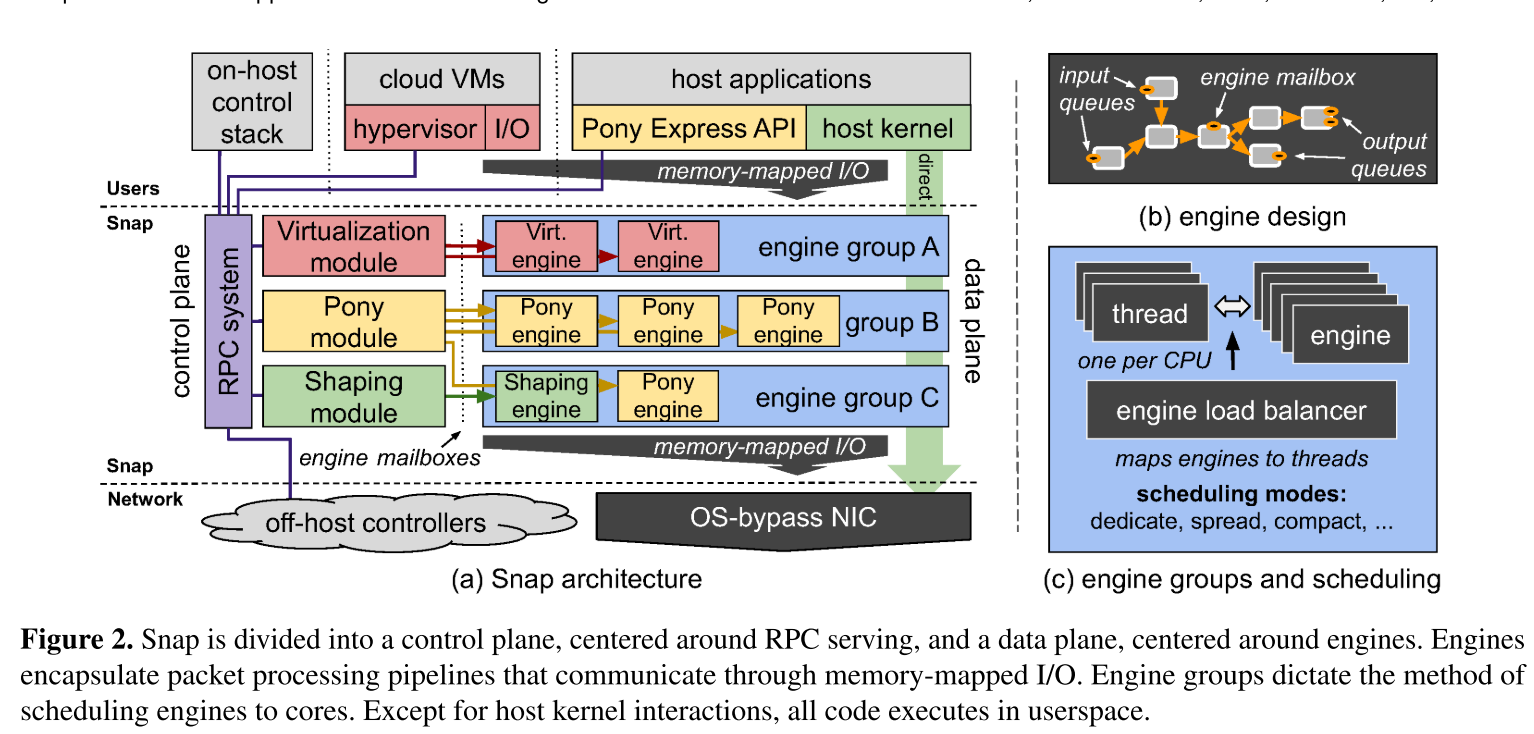 on-host
control
stack
cloud VMs
hypervisor
I/O
host applications
Pony Express API
host kernel
memory-mapped I/O
direct
Users
Snap
control plane
RPC system
Virtualization
module
Virt.
engine
Virt.
engine
engine group A
Pony
module
Pony
engine
Pony
engine
Pony
engine
group B
Shaping
module
Shaping
engine
Pony
engine
engine group C
data plane
engine mailboxes
memory-mapped I/O
Snap
Network
off-host controllers
OS-bypass NIC
(a) Snap architecture
input
queues
engine mailbox
output
queues
(b) engine design
thread
engine
one per CPU
engine load balancer
maps engines to threads
scheduling modes:
dedicate, spread, compact, ...
(c) engine groups and scheduling
Figure 2. Snap is divided into a control plane, centered around RPC serving, and a data plane, centered around engines. Engines
encapsulate packet processing pipelines that communicate through memory-mapped I/O. Engine groups dictate the method of
scheduling engines to cores. Except for host kernel interactions, all code executes in userspace.